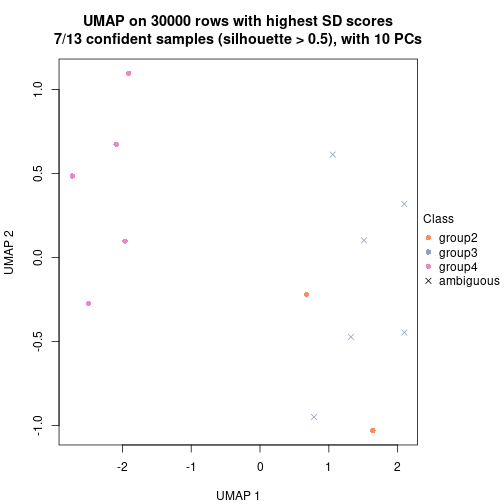 UMAP on 30000 rows with highest SD scores
7/13 confident samples (silhouette > 0.5), with 10 PCs
1.0
0.5
0.0
-0.5
-1.0
UMAP 2
-2
-1
0
1
2
UMAP 1
Class
group2
group3
group4
ambiguous